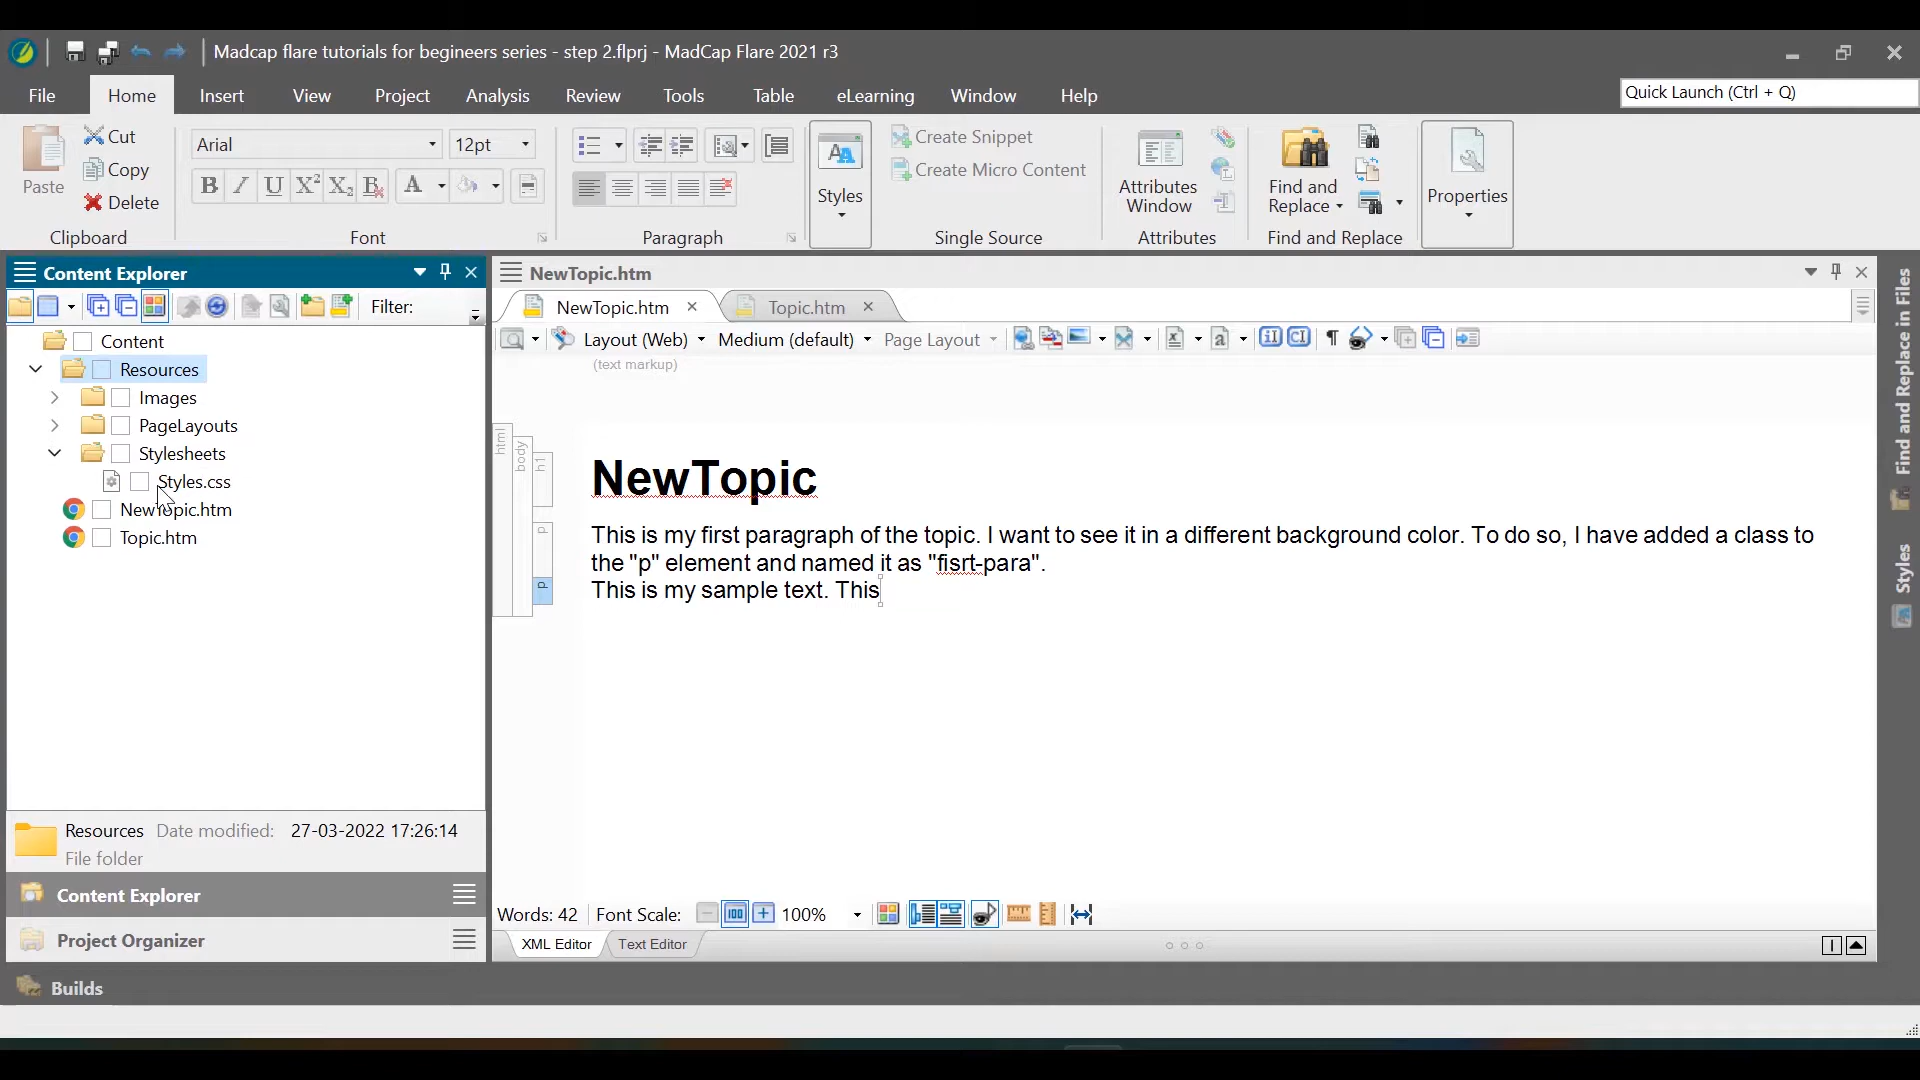 Madcap flare tutorials for begineers series - step 2.flprj - MadCap Flare 2021 r3
File Home Insert View Project Analysis Review Tools Table eLearning Window Help
Quick Launch (Ctrl + Q)
Paste
Cut
Copy
Delete
Clipboard
Arial 12pt
B I U X² X₂ B A
Font
Paragraph
Styles
Create Snippet
Create Micro Content
Single Source
Attributes
Window
Attributes
Find and
Replace
Find and Replace
Properties
Content Explorer
Filter:
Content
Resources
Images
PageLayouts
Stylesheets
Styles.css
NewTopic.htm
Topic.htm
Resources Date modified: 27-03-2022 17:26:14
File folder
Content Explorer
Project Organizer
Builds
NewTopic.htm
NewTopic.htm Topic.htm
Layout (Web) Medium (default) Page Layout
(text markup)
html
body
h1
p
p
NewTopic
This is my first paragraph of the topic. I want to see it in a different background color. To do so, I have added a class to
the "p" element and named it as "fisrt-para".
This is my sample text. This
Words: 42 Font Scale: 100 100%
XML Editor Text Editor
Find and Replace in Files
Styles